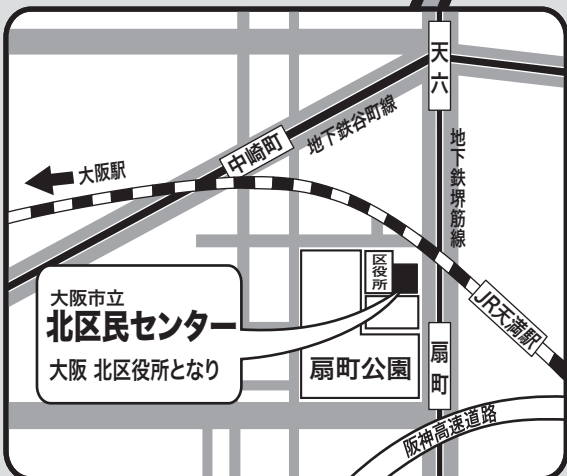 天六
地下鉄谷町線
中崎町
地下鉄堺筋線
大阪駅
区役所
大阪市立
北区民センター
大阪 北区役所となり
JR天満駅
扇町
扇町公園
阪神高速道路